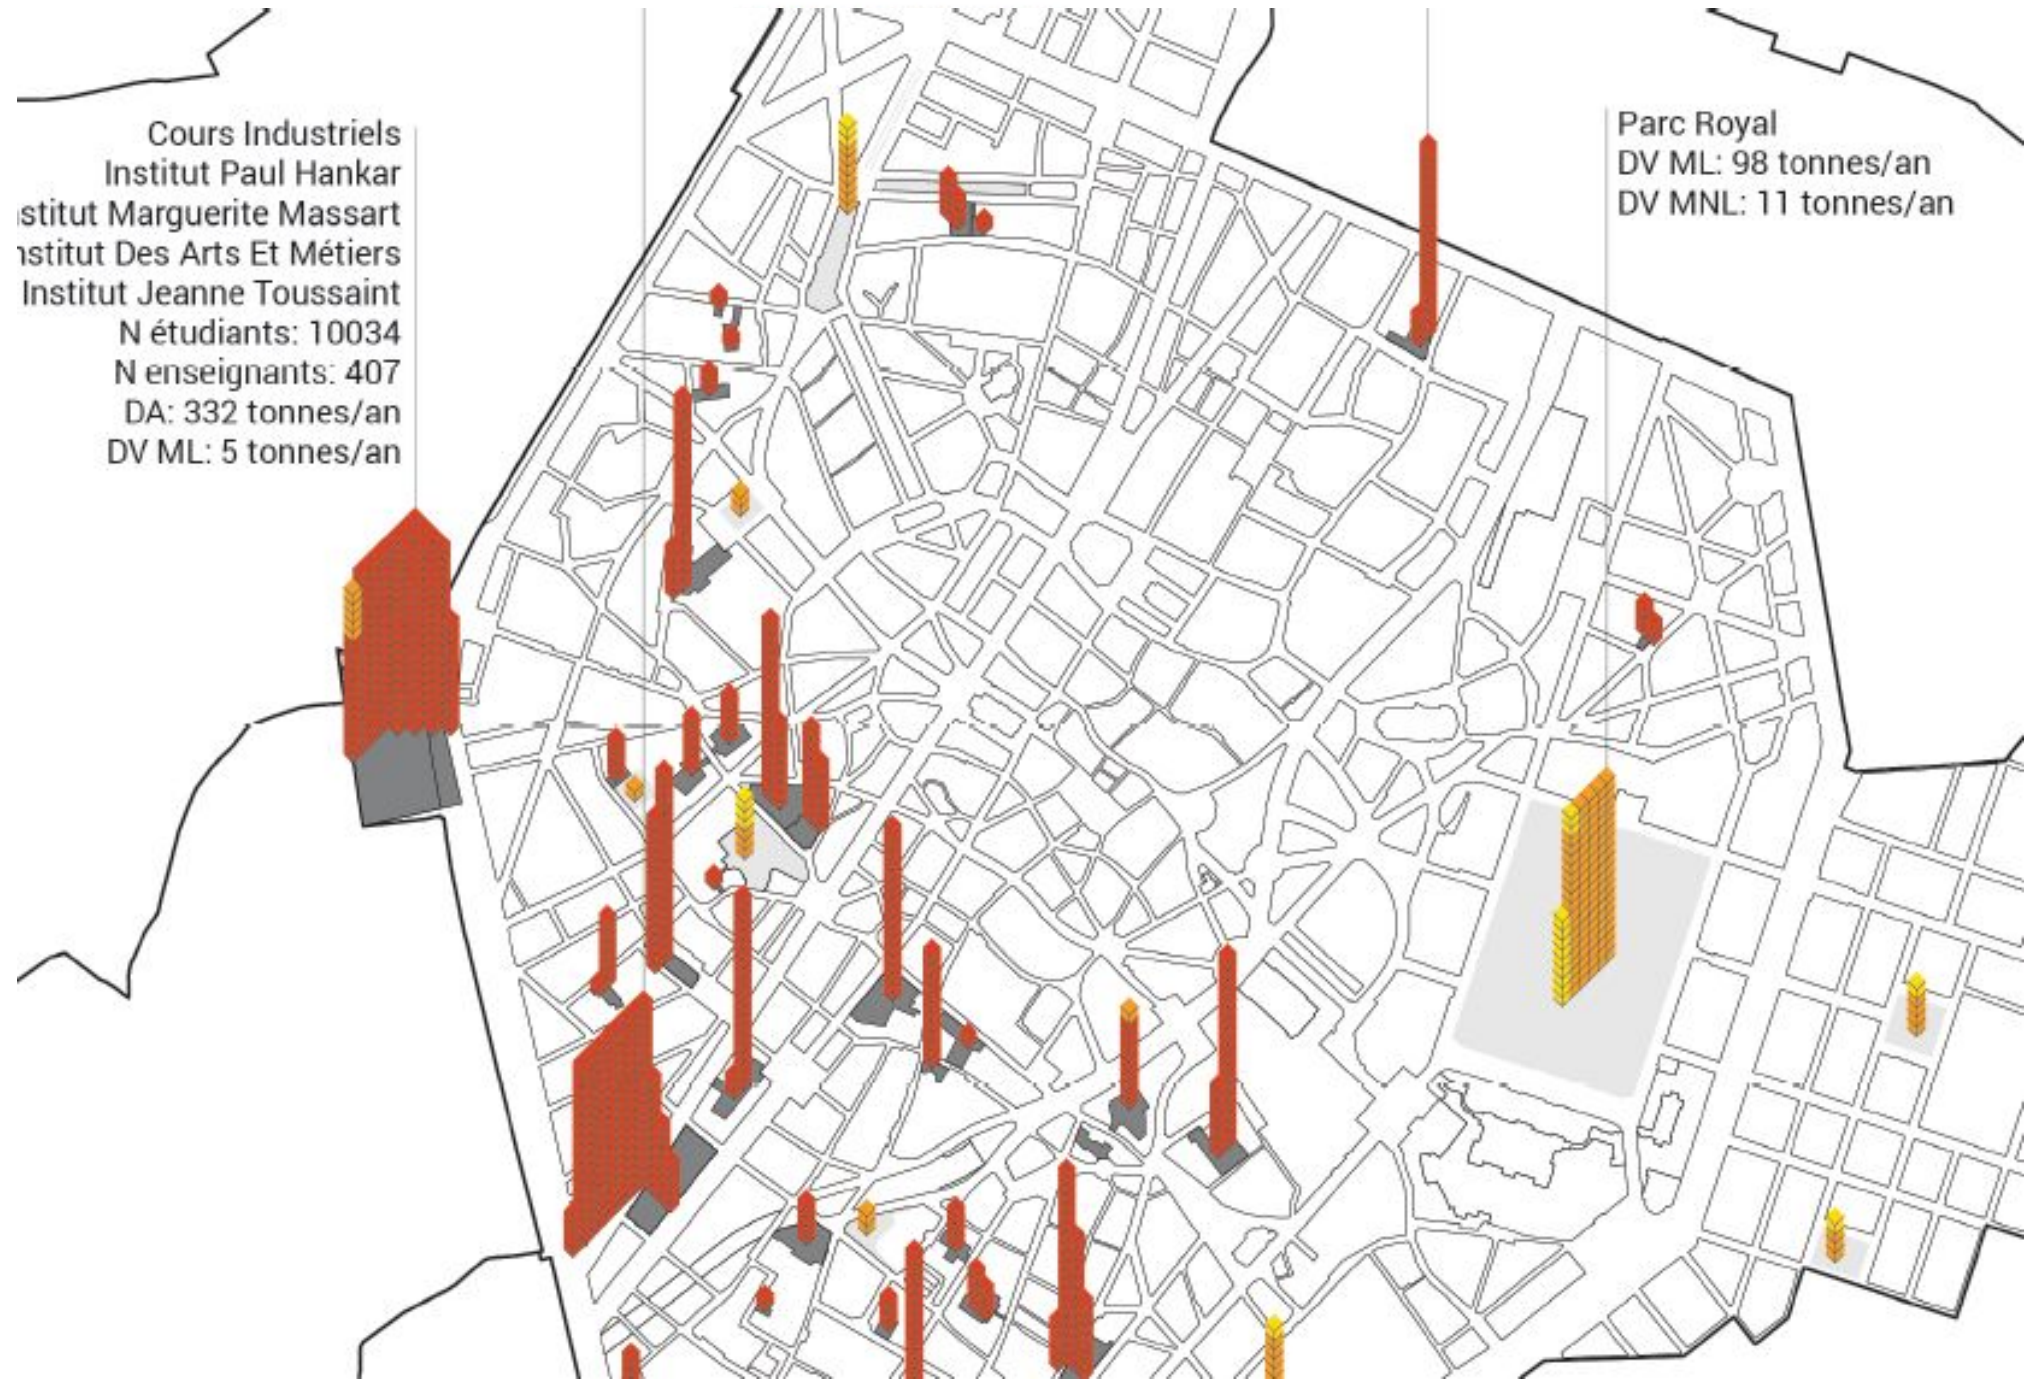 Cours Industriels
Institut Paul Hankar
stitut Marguerite Massart
nstitut Des Arts Et Métiers
Institut Jeanne Toussaint
N étudiants: 10034
N enseignants: 407
DA: 332 tonnes/an
DV ML: 5 tonnes/an
Parc Royal
DV ML: 98 tonnes/an
DV MNL: 11 tonnes/an